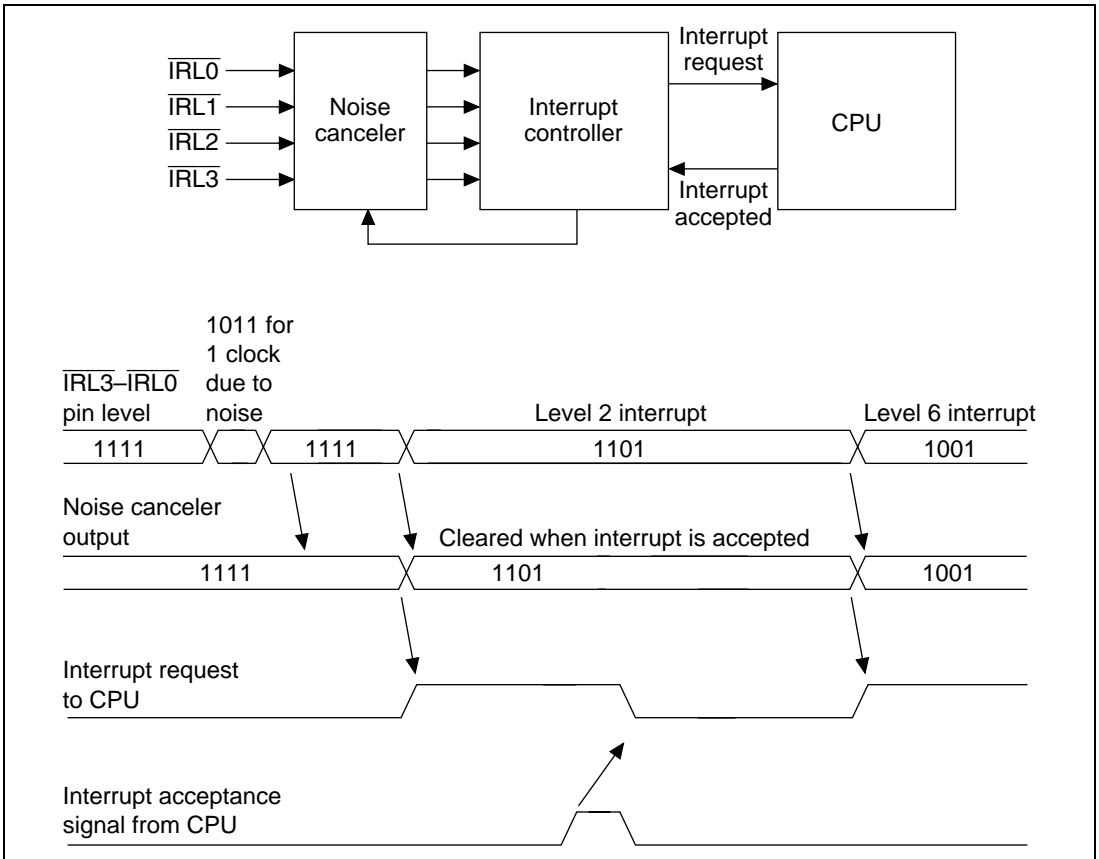 IRL0
IRL1
IRL2
IRL3
Noise
canceler
Interrupt
controller
Interrupt
request
Interrupt
accepted
CPU
1011 for
1 clock
due to
noise
IRL3–IRL0
pin level
Level 2 interrupt
Level 6 interrupt
1111
1111
1101
1001
Noise canceler
output
Cleared when interrupt is accepted
1111
1101
1001
Interrupt request
to CPU
Interrupt acceptance
signal from CPU